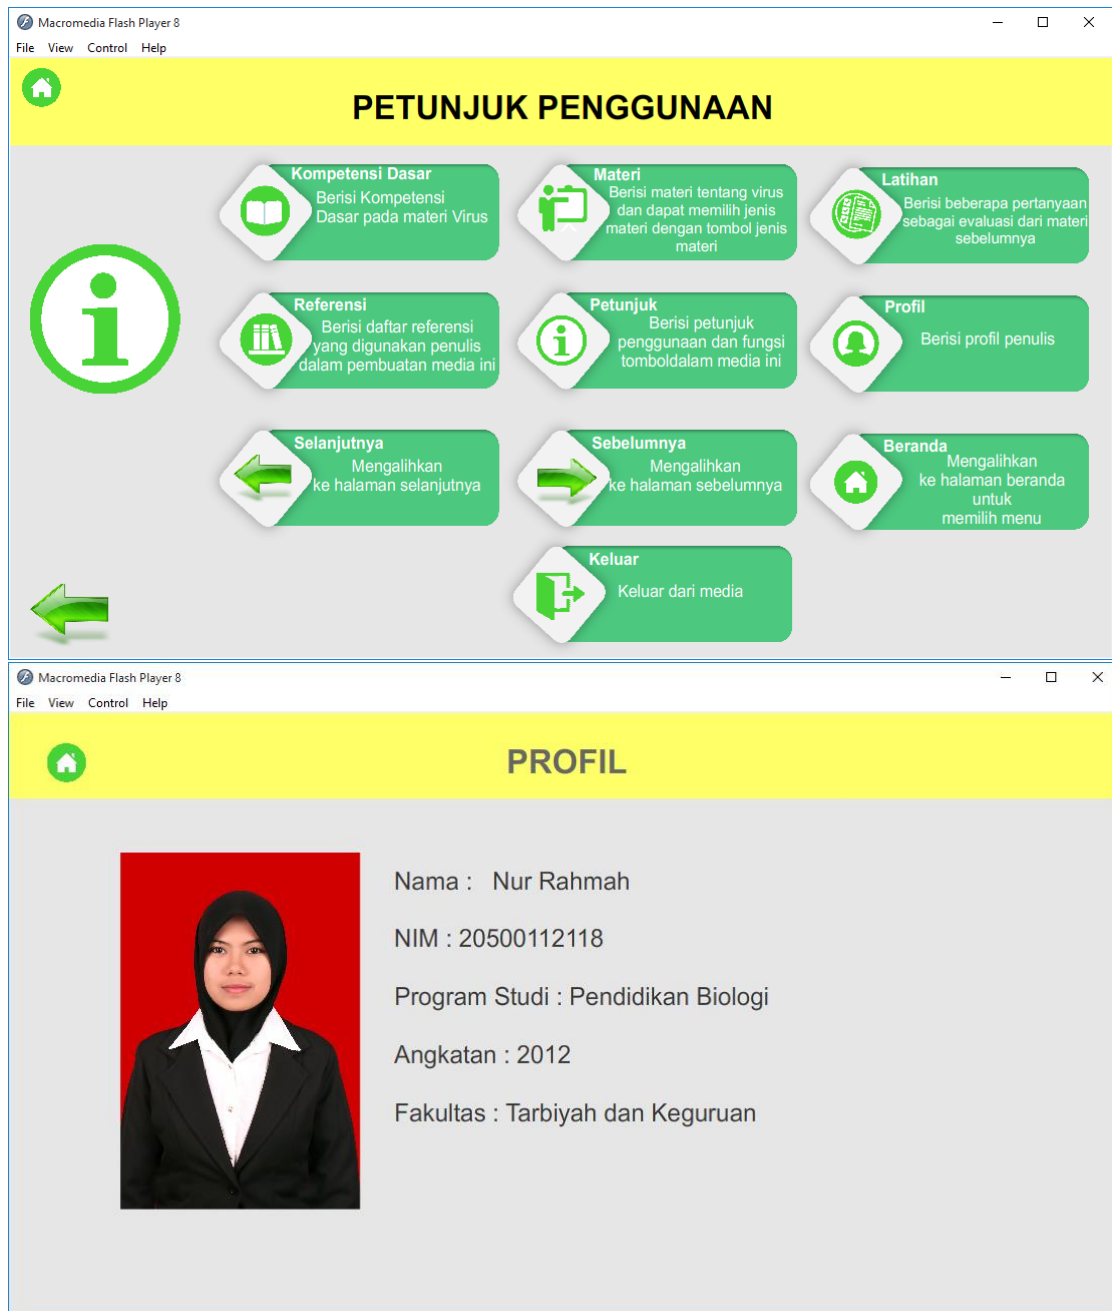 Macromedia Flash Player 8
File View Control Help
PETUNJUK PENGGUNAAN
Kompetensi Dasar
Berisi Kompetensi
Dasar pada materi Virus
Materi
Berisi materi tentang virus
dan dapat memilih jenis
materi dengan tombol jenis
materi
Latihan
Berisi beberapa pertanyaan
sebagai evaluasi dari materi
sebelumnya
Referensi
Berisi daftar referensi
yang digunakan penulis
dalam pembuatan media ini
Petunjuk
Berisi petunjuk
penggunaan dan fungsi
tomboldalam media ini
Profil
Berisi profil penulis
Selanjutnya
Mengalihkan
ke halaman selanjutnya
Sebelumnya
Mengalihkan
ke halaman sebelumnya
Beranda
Mengalihkan
ke halaman beranda
untuk
memilih menu
Keluar
Keluar dari media
Macromedia Flash Player 8
File View Control Help
PROFIL
Nama : Nur Rahmah
NIM : 20500112118
Program Studi : Pendidikan Biologi
Angkatan : 2012
Fakultas : Tarbiyah dan Keguruan